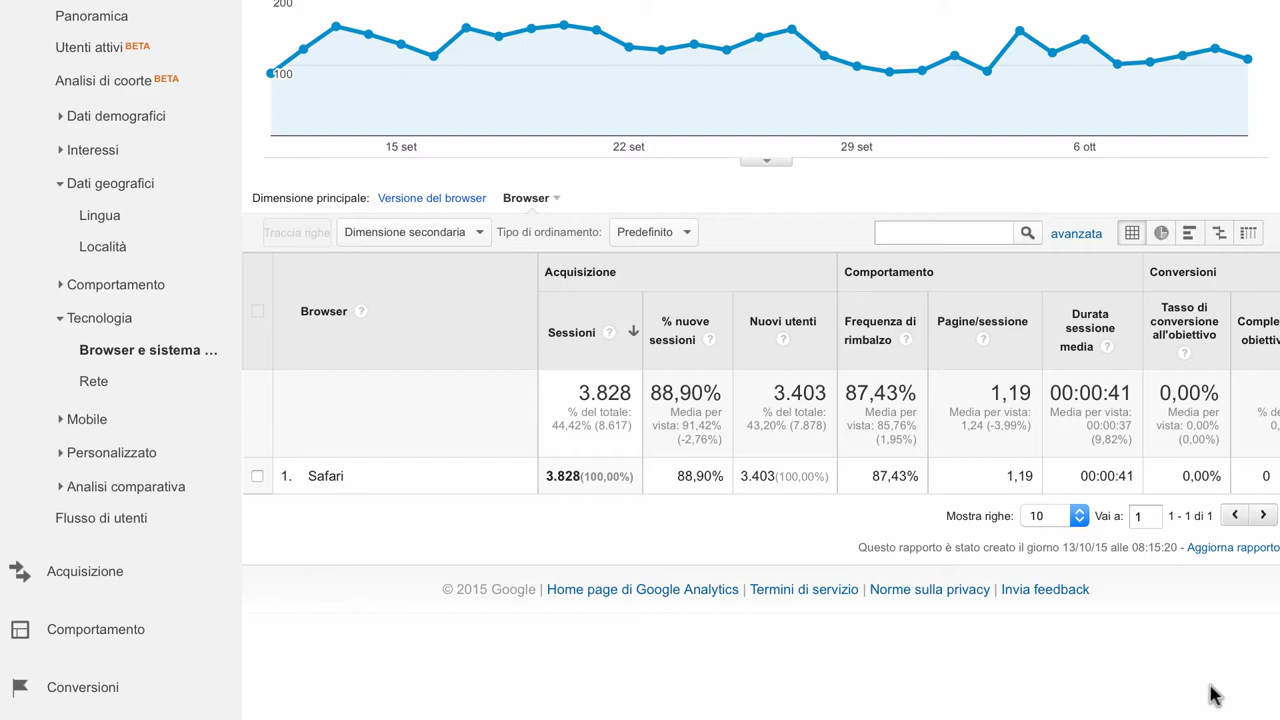 Panoramica
Utenti attivi BETA
Analisi di coorte BETA
Dati demografici
Interessi
Dati geografici
Lingua
Località
Comportamento
Tecnologia
Browser e sistema ...
Rete
Mobile
Personalizzato
Analisi comparativa
Flusso di utenti
Acquisizione
Comportamento
Conversioni
200
100
15 set 22 set 29 set 6 ott
Dimensione principale: Versione del browser Browser
Traccia righe Dimensione secondaria Tipo di ordinamento: Predefinito avanzata
Acquisizione Comportamento Conversioni
Browser ?
Sessioni ?
% nuove
sessioni ?
Nuovi utenti
?
Frequenza di
rimbalzo ?
Pagine/sessione
?
Durata
sessione
media ?
Tasso di
conversione
all'obiettivo
?
Comple
obiettiv
3.828
% del totale:
44,42% (8.617)
88,90%
Media per
vista: 91,42%
(-2,76%)
3.403
% del totale:
43,20% (7.878)
87,43%
Media per
vista: 85,76%
(1,95%)
1,19
Media per vista:
1,24 (-3,99%)
00:00:41
Media per vista:
00:00:37
(9,82%)
0,00%
Media per
vista: 0,00%
(0,00%)
% de
0,
1. Safari 3.828(100,00%) 88,90% 3.403(100,00%) 87,43% 1,19 00:00:41 0,00% 0
Mostra righe: 10 Vai a: 1 1 - 1 di 1
Questo rapporto è stato creato il giorno 13/10/15 alle 08:15:20 - Aggiorna rapporto
© 2015 Google | Home page di Google Analytics | Termini di servizio | Norme sulla privacy | Invia feedback